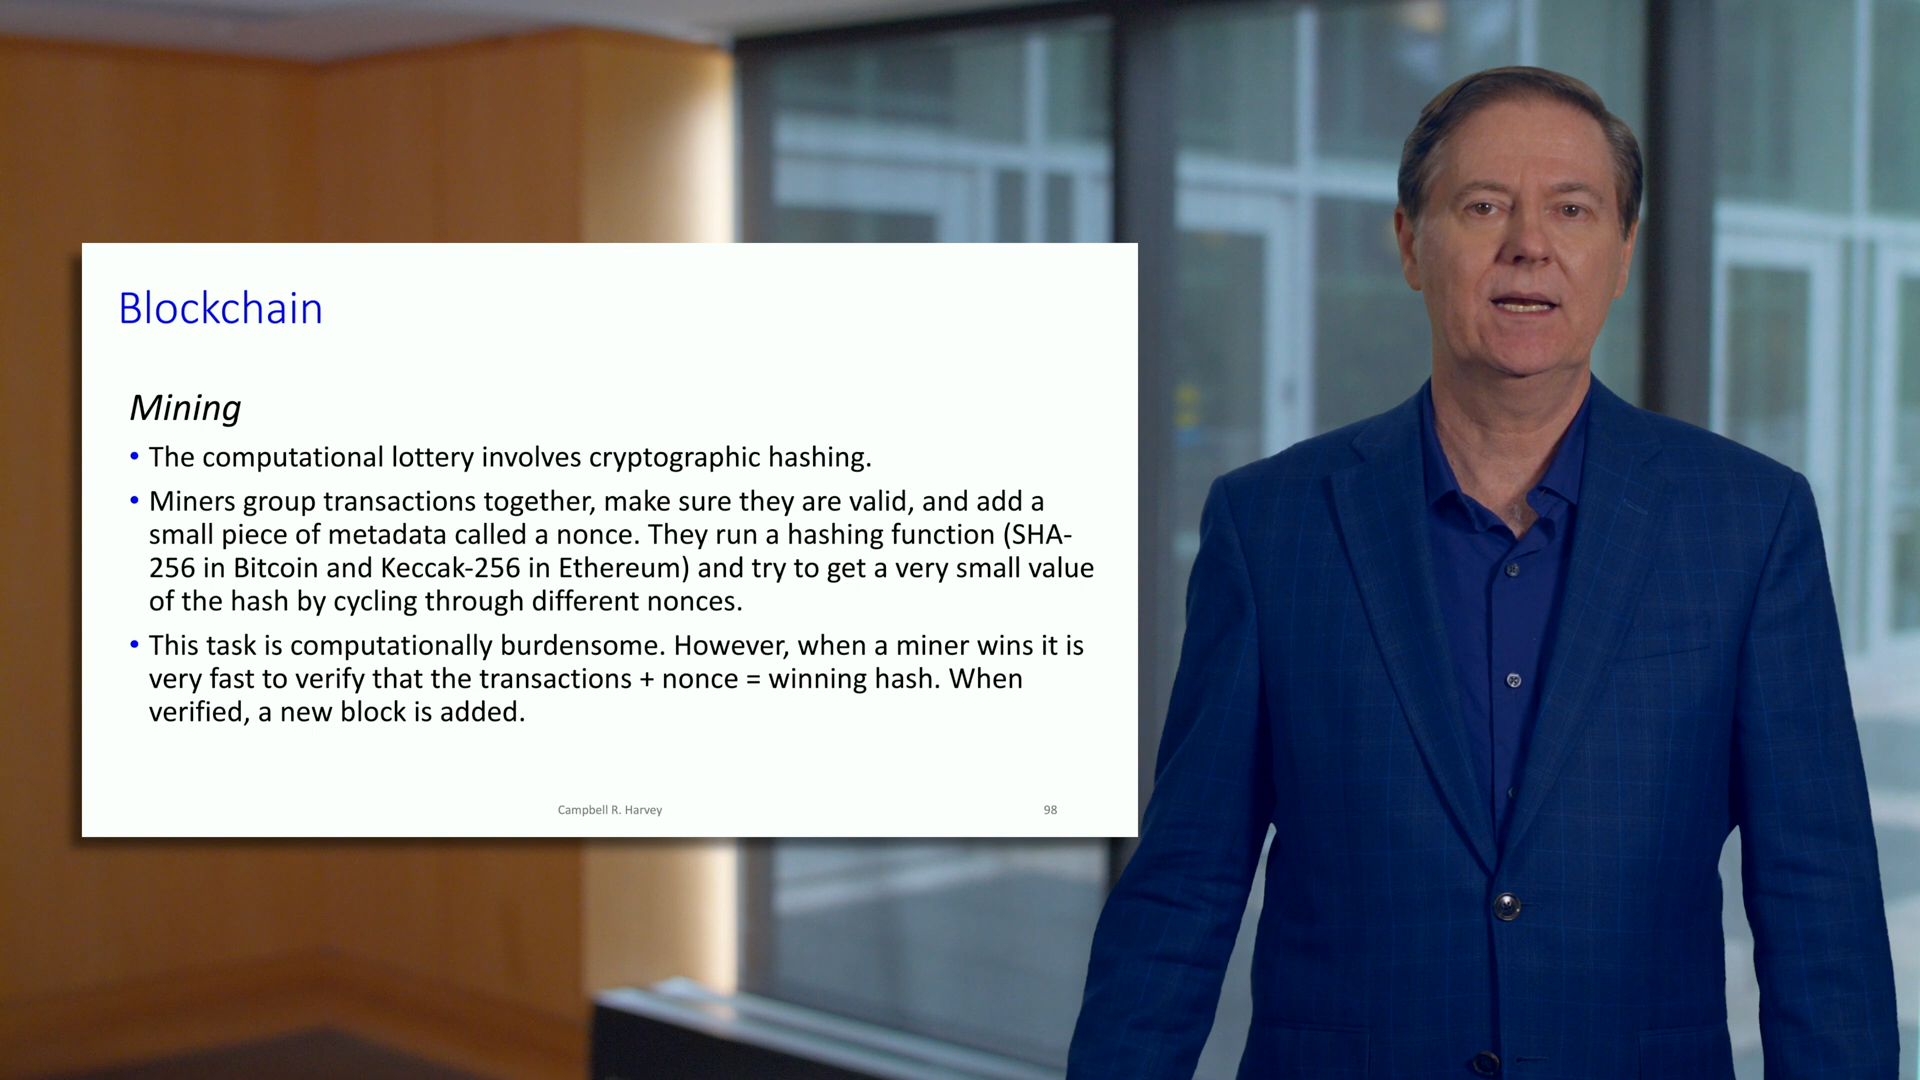 Blockchain
Mining
• The computational lottery involves cryptographic hashing.
• Miners group transactions together, make sure they are valid, and add a
small piece of metadata called a nonce. They run a hashing function (SHA-
256 in Bitcoin and Keccak-256 in Ethereum) and try to get a very small value
of the hash by cycling through different nonces.
• This task is computationally burdensome. However, when a miner wins it is
very fast to verify that the transactions + nonce = winning hash. When
verified, a new block is added.
Campbell R. Harvey
98